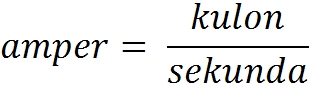 amper = kulon
sekunda